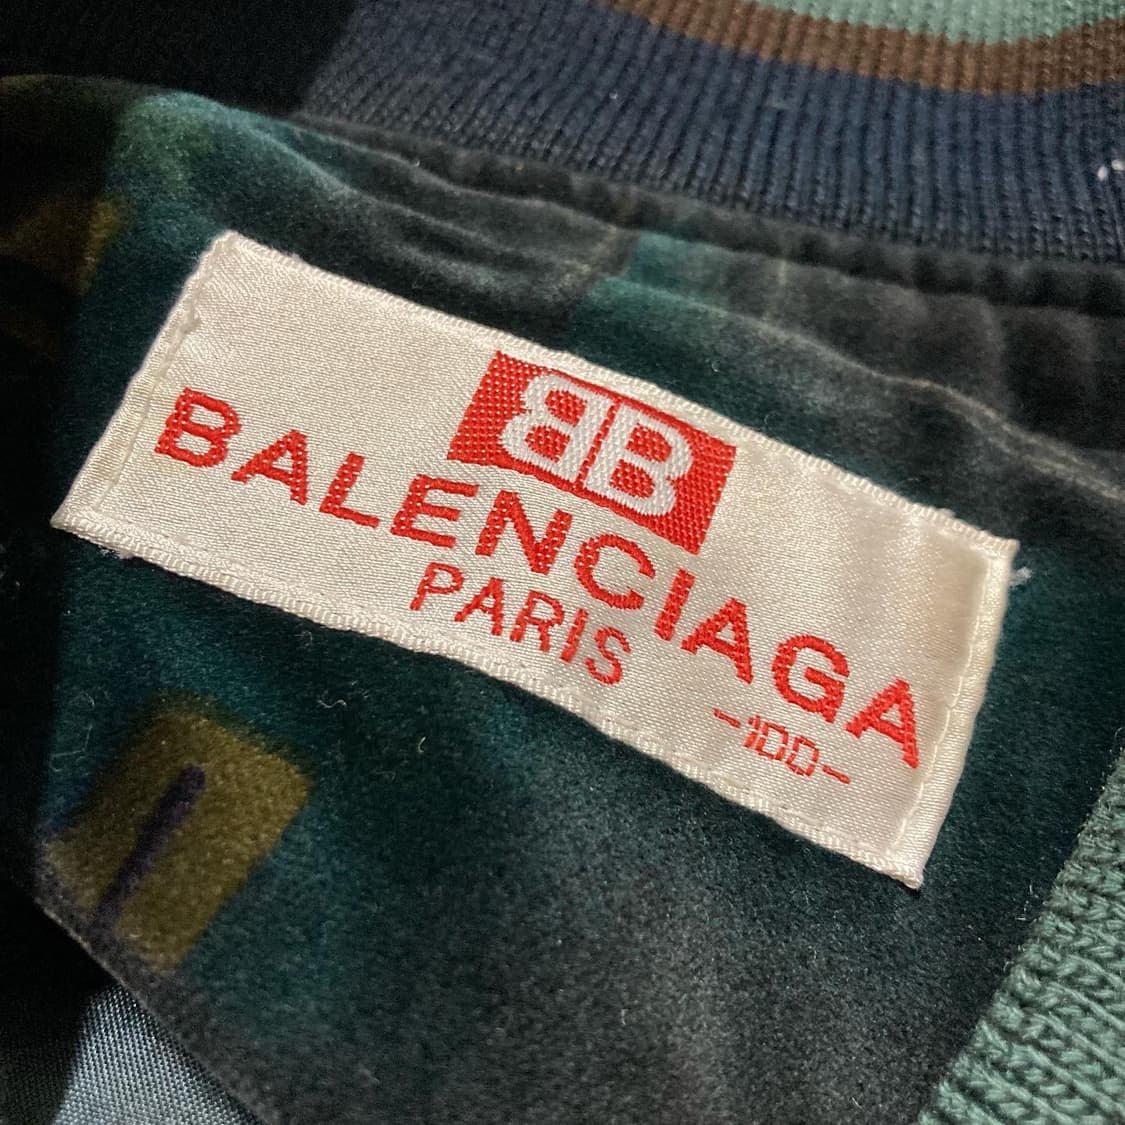 BB
BALENCIAGA
PARIS
-100-